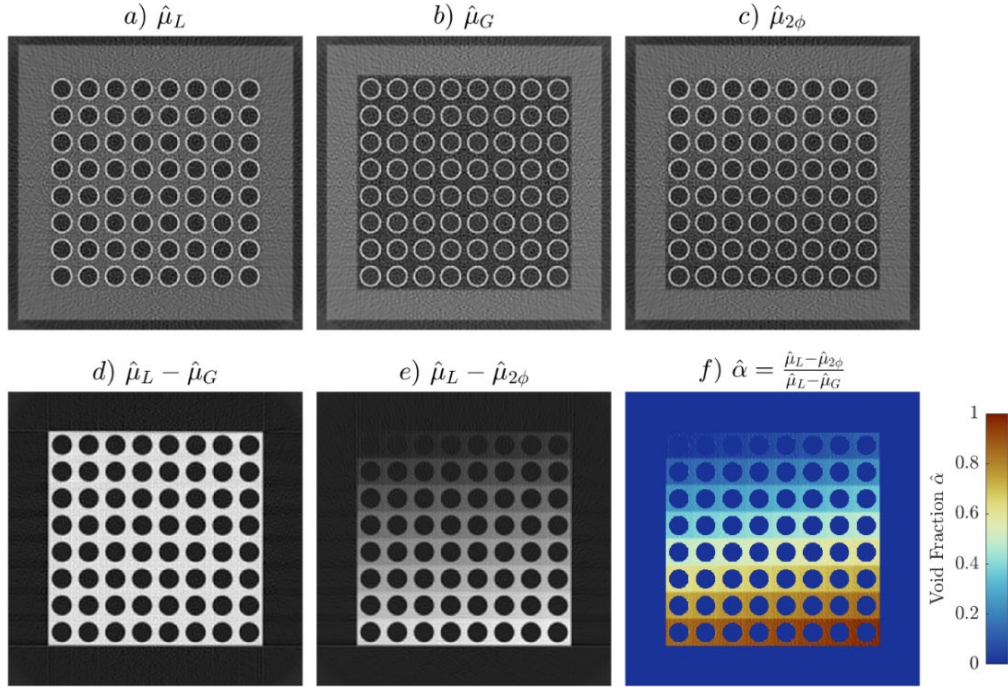 a) μ̂_L
b) μ̂_G
c) μ̂_2ϕ
d) μ̂_L − μ̂_G
e) μ̂_L − μ̂_2ϕ
f) α̂ = (μ̂_L−μ̂_2ϕ)/(μ̂_L−μ̂_G)
1
0.8
0.6
0.4
0.2
0
Void Fraction α̂